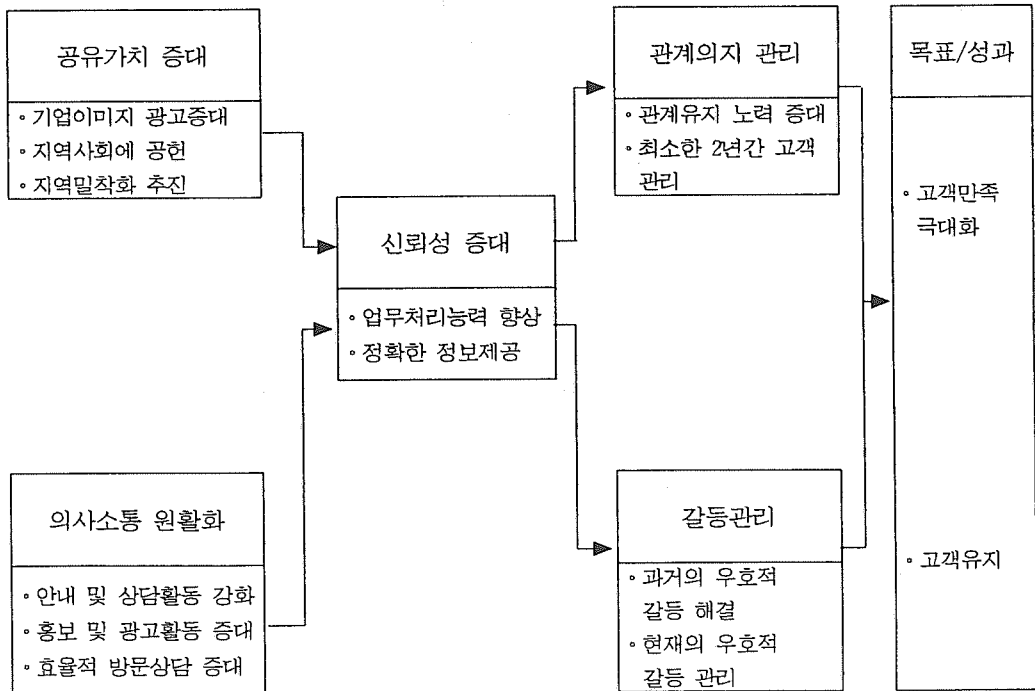 공유가치 증대
◦ 기업이미지 광고증대
◦ 지역사회에 공헌
◦ 지역밀착화 추진
의사소통 원활화
◦ 안내 및 상담활동 강화
◦ 홍보 및 광고활동 증대
◦ 효율적 방문상담 증대
신뢰성 증대
◦ 업무처리능력 향상
◦ 정확한 정보제공
관계의지 관리
◦ 관계유지 노력 증대
◦ 최소한 2년간 고객
관리
갈등관리
◦ 과거의 우호적
갈등 해결
◦ 현재의 우호적
갈등 관리
목표/성과
◦ 고객만족
극대화
◦ 고객유지